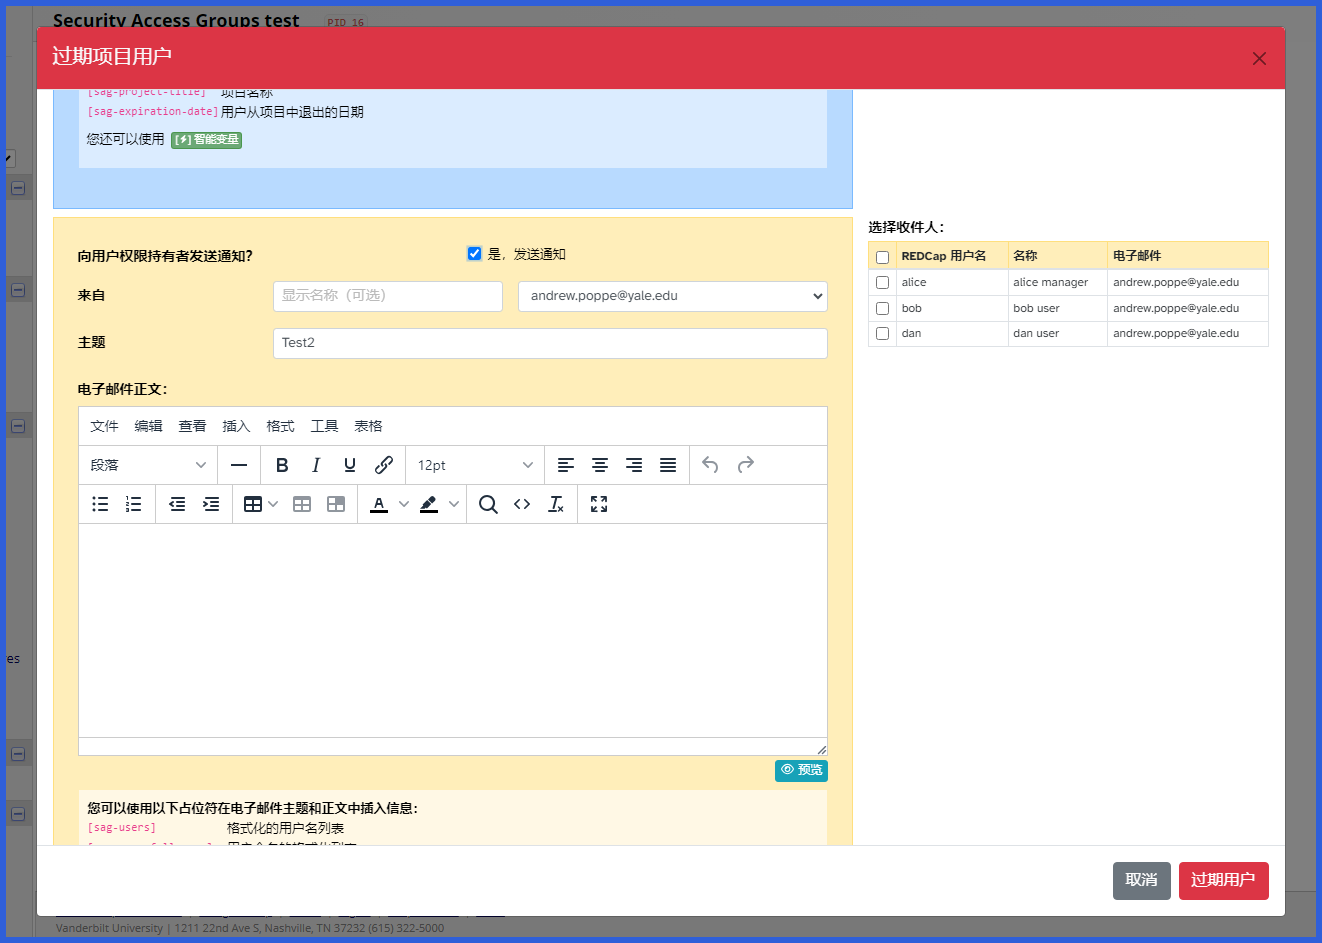 Security Access Groups test PID 16
过期项目用户
[sag-project-title] 项目名称
[sag-expiration-date] 用户从项目中退出的日期
您还可以使用 [⚡] 智能变量
向用户权限持有者发送通知?
是，发送通知
来自
显示名称（可选）
andrew.poppe@yale.edu
主题
Test2
电子邮件正文：
文件 编辑 查看 插入 格式 工具 表格
段落
12pt
预览
您可以使用以下占位符在电子邮件主题和正文中插入信息：
[sag-users] 格式化的用户名列表
选择收件人：
REDCap 用户名 名称 电子邮件
alice alice manager andrew.poppe@yale.edu
bob bob user andrew.poppe@yale.edu
dan dan user andrew.poppe@yale.edu
取消
过期用户
Vanderbilt University | 1211 22nd Ave S, Nashville, TN 37232 (615) 322-5000